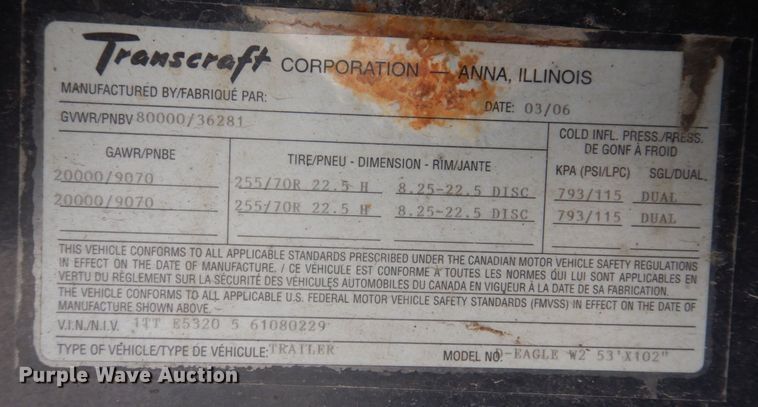 Transcraft CORPORATION — ANNA, ILLINOIS
MANUFACTURED BY/FABRIQUÉ PAR:
DATE: 03/06
GVWR/PNBV 80000/36281
COLD INFL. PRESS./PRESS. DE GONF À FROID
GAWR/PNBE TIRE/PNEU - DIMENSION - RIM/JANTE KPA (PSI/LPC) SGL/DUAL.
20000/9070 255/70R 22.5 H 8.25-22.5 DISC 793/115 DUAL
20000/9070 255/70R 22.5 H 8.25-22.5 DISC 793/115 DUAL
THIS VEHICLE CONFORMS TO ALL APPLICABLE STANDARDS PRESCRIBED UNDER THE CANADIAN MOTOR VEHICLE SAFETY REGULATIONS
IN EFFECT ON THE DATE OF MANUFACTURE. / CE VÉHICULE EST CONFORME À TOUTES LES NORMES QUI LUI SONT APPLICABLES EN
VERTU DU RÈGLEMENT SUR LA SÉCURITÉ DES VÉHICULES AUTOMOBILES DU CANADA EN VIGUEUR À LA DATE DE SA FABRICATION.
THE VEHICLE CONFORMS TO ALL APPLICABLE U.S. FEDERAL MOTOR VEHICLE SAFETY STANDARDS (FMVSS) IN EFFECT ON THE DATE OF
MANUFACTURE SHOWN ABOVE.
V.I.N./N.I.V. 1TT E5320 5 61080229
TYPE OF VÉHICULE/TYPE DE VÉHICULE: TRAILER MODEL NO. D-EAGLE W2 53'X102"
Purple Wave Auction